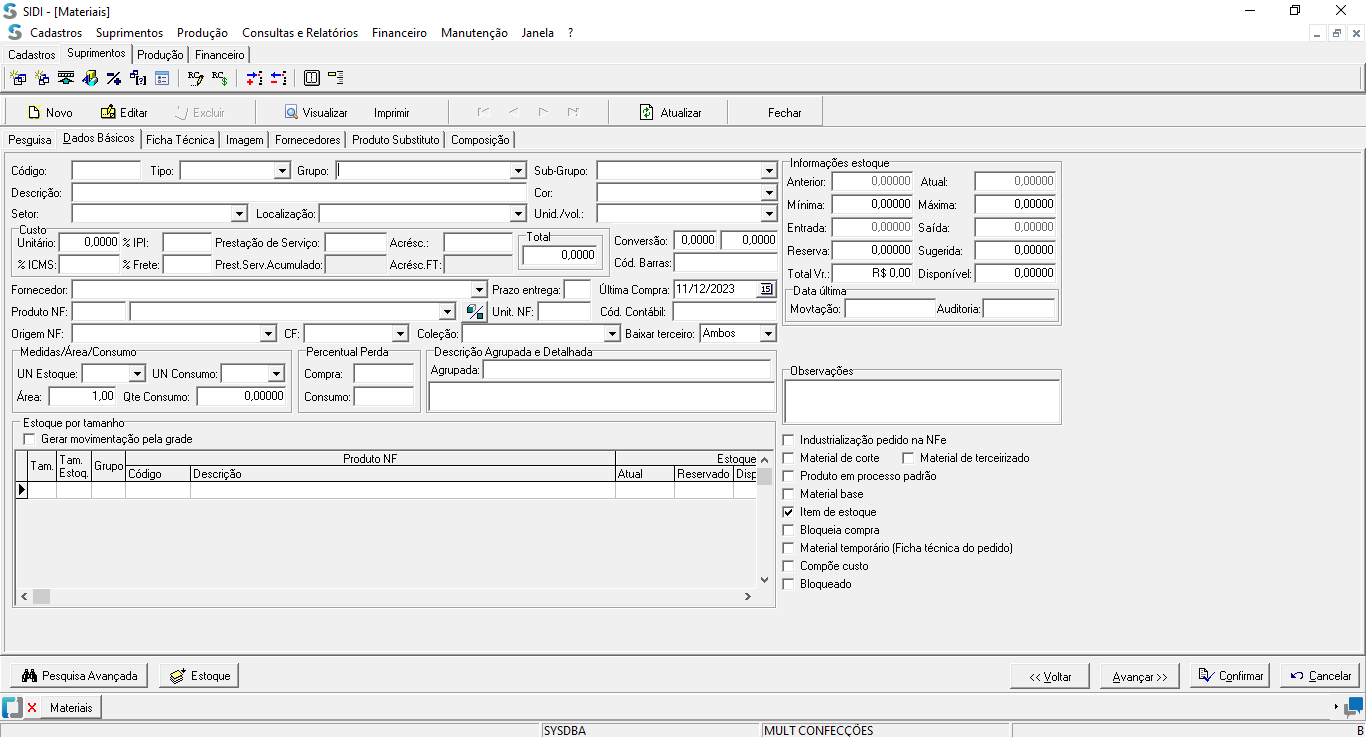 SIDI - [Materiais]
Cadastros Suprimentos Produção Consultas e Relatórios Financeiro Manutenção Janela ?
Cadastros Suprimentos Produção Financeiro
Novo Editar Excluir Visualizar Imprimir Atualizar Fechar
Pesquisa Dados Básicos Ficha Técnica Imagem Fornecedores Produto Substituto Composição
Código: Tipo: Grupo: Sub-Grupo:
Descrição: Cor:
Setor: Localização: Unid./vol.:
Custo
Unitário: 0,0000 % IPI: Prestação de Serviço: Acrésc.: Total 0,0000
% ICMS: % Frete: Prest.Serv.Acumulado: Acrésc.FT:
Conversão: 0,0000 0,0000
Cód. Barras:
Fornecedor: Prazo entrega: Última Compra: 11/12/2023 15
Produto NF: Unit. NF: Cód. Contábil:
Origem NF: CF: Coleção: Baixar terceiro: Ambos
Informações estoque
Anterior: 0,00000 Atual: 0,00000
Mínima: 0,00000 Máxima: 0,00000
Entrada: 0,00000 Saída: 0,00000
Reserva: 0,00000 Sugerida: 0,00000
Total Vr.: R$ 0,00 Disponível: 0,00000
Data última
Movtação: Auditoria:
Medidas/Área/Consumo
UN Estoque: UN Consumo:
Área: 1,00 Qte Consumo: 0,00000
Percentual Perda
Compra:
Consumo:
Descrição Agrupada e Detalhada
Agrupada:
Observações
Estoque por tamanho
Gerar movimentação pela grade
Tam. Tam. Estoq. Grupo Produto NF Estoque
Código Descrição Atual Reservado Disp
Industrialização pedido na NFe
Material de corte Material de terceirizado
Produto em processo padrão
Material base
Item de estoque
Bloqueia compra
Material temporário (Ficha técnica do pedido)
Compõe custo
Bloqueado
Pesquisa Avançada Estoque << Voltar Avançar >> Confirmar Cancelar
Materiais
SYSDBA MULT CONFECÇÕES B